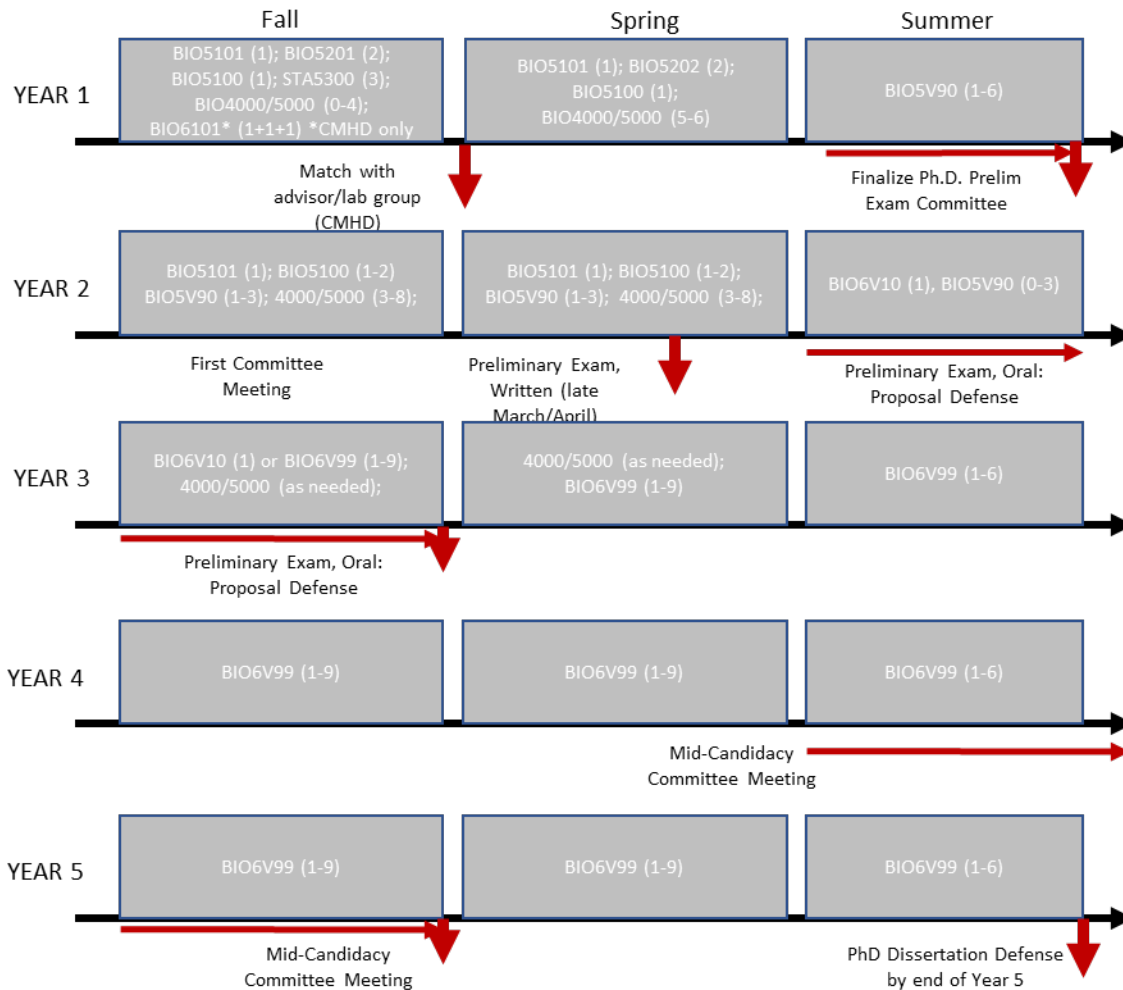 Fall
Spring
Summer
YEAR 1
BIO5101 (1); BIO5201 (2);
BIO5100 (1); STA5300 (3);
BIO4000/5000 (0-4);
BIO6101* (1+1+1) *CMHD only
BIO5101 (1); BIO5202 (2);
BIO5100 (1);
BIO4000/5000 (5-6)
BIO5V90 (1-6)
Match with
advisor/lab group
(CMHD)
Finalize Ph.D. Prelim
Exam Committee
YEAR 2
BIO5101 (1); BIO5100 (1-2)
BIO5V90 (1-3); 4000/5000 (3-8);
BIO5101 (1); BIO5100 (1-2);
BIO5V90 (1-3); 4000/5000 (3-8);
BIO6V10 (1), BIO5V90 (0-3)
First Committee
Meeting
Preliminary Exam,
Written (late
March/April)
Preliminary Exam, Oral:
Proposal Defense
YEAR 3
BIO6V10 (1) or BIO6V99 (1-9);
4000/5000 (as needed);
4000/5000 (as needed);
BIO6V99 (1-9)
BIO6V99 (1-6)
Preliminary Exam, Oral:
Proposal Defense
YEAR 4
BIO6V99 (1-9)
BIO6V99 (1-9)
BIO6V99 (1-6)
Mid-Candidacy
Committee Meeting
YEAR 5
BIO6V99 (1-9)
BIO6V99 (1-9)
BIO6V99 (1-6)
Mid-Candidacy
Committee Meeting
PhD Dissertation Defense
by end of Year 5